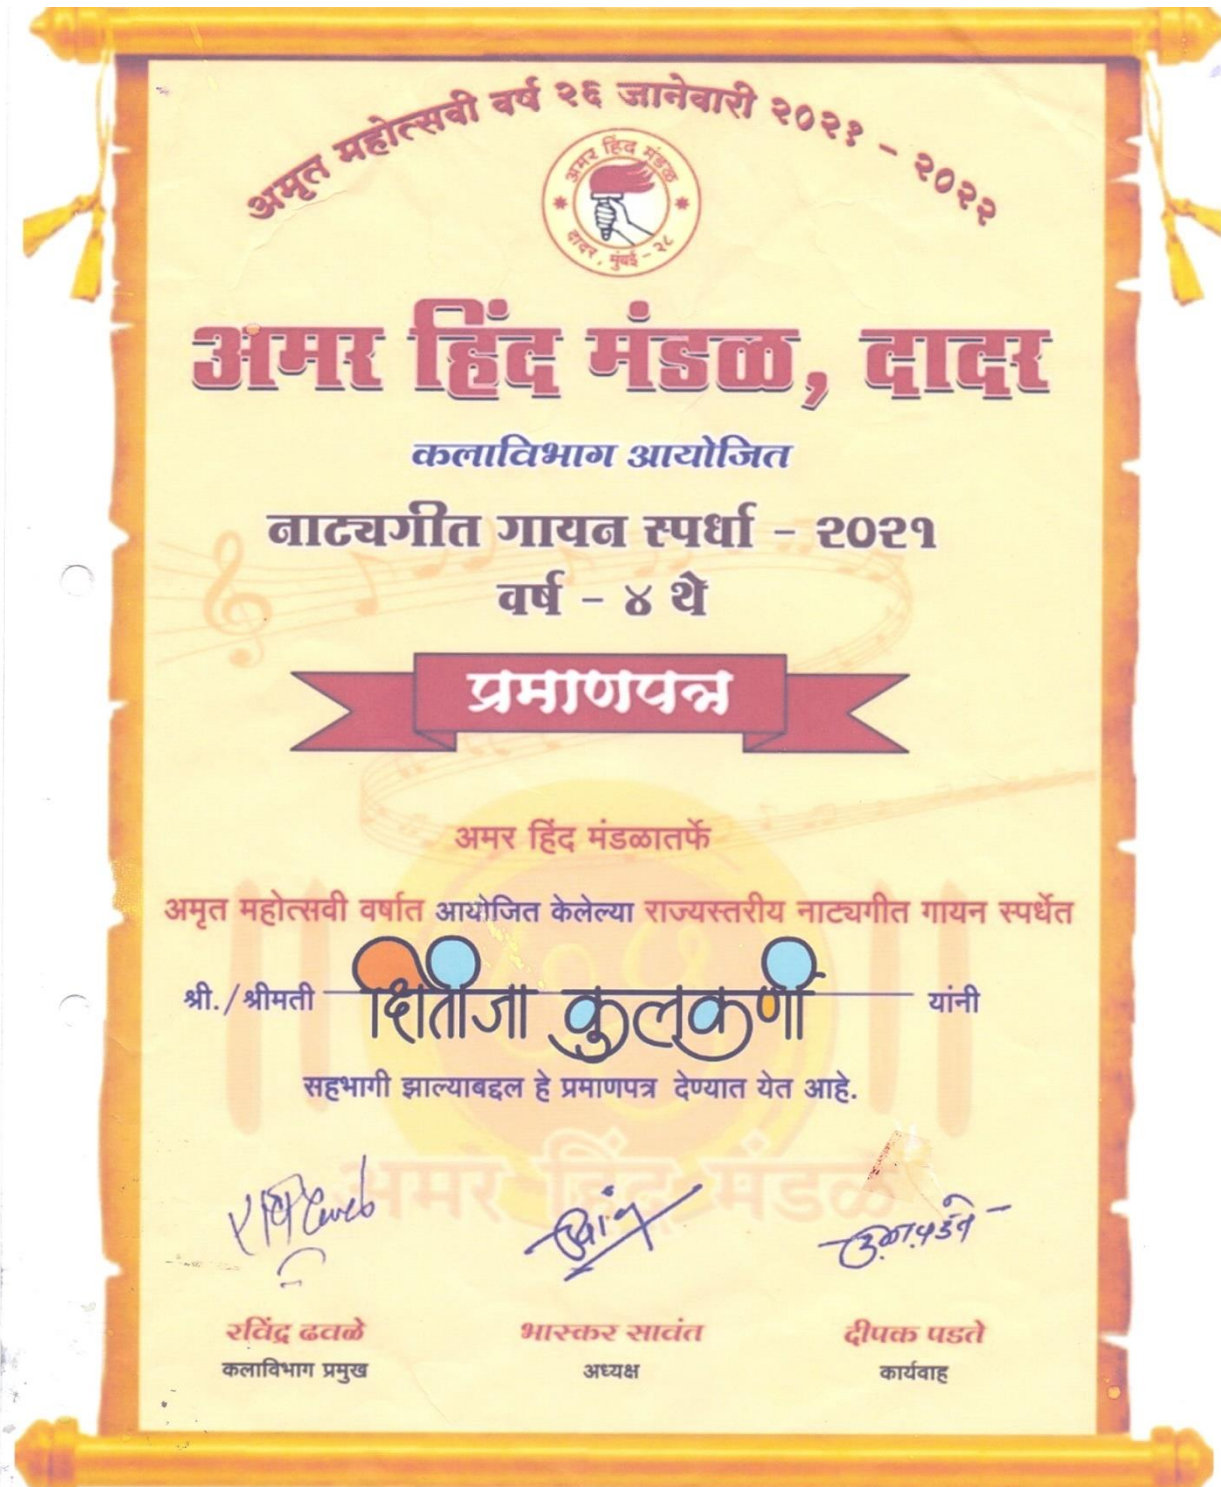 अमृत महोत्सवी वर्ष २६ जानेवारी २०२१ - २०२२
अमर हिंद मंडळ
दादर, मुंबई - २८
अमर हिंद मंडळ, दादर
कलाविभाग आयोजित
नाट्यगीत गायन स्पर्धा - २०२१
वर्ष - ४ थे
प्रमाणपत्र
अमर हिंद मंडळातर्फे
अमृत महोत्सवी वर्षात आयोजित केलेल्या राज्यस्तरीय नाट्यगीत गायन स्पर्धेत
श्री./श्रीमती क्षितीजा कुलकर्णी यांनी
सहभागी झाल्याबद्दल हे प्रमाणपत्र देण्यात येत आहे.
अमर हिंद मंडळ
रविंद्र ढवळे भास्कर सावंत दीपक पडते
कलाविभाग प्रमुख अध्यक्ष कार्यवाह